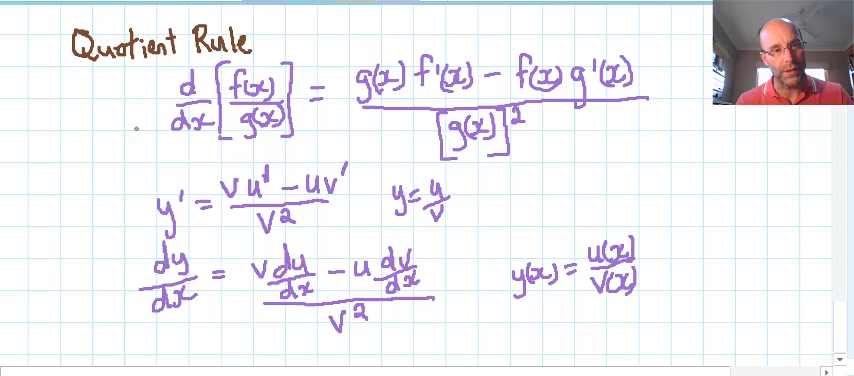 Quotient Rule
d/dx [f(x)/g(x)] = g(x) f'(x) - f(x) g'(x) / [g(x)]²
y' = vu' - uv' / v² y = u/v
dy/dx = v du/dx - u dv/dx / v² y(x) = u(x)/v(x)